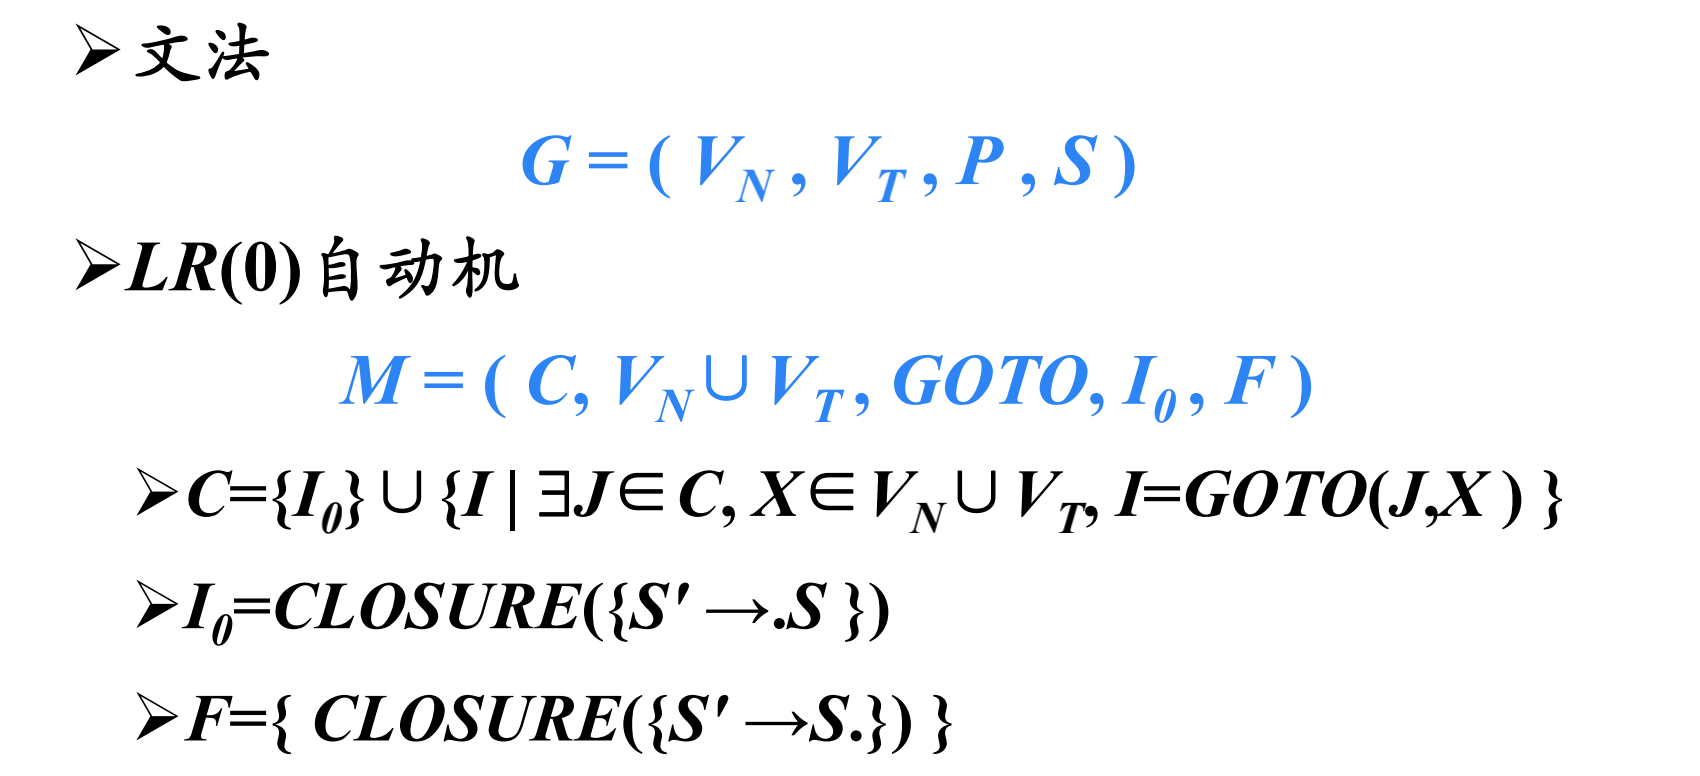 ➢文法
G = ( V_N , V_T , P , S )
➢LR(0)自动机
M = ( C, V_N∪V_T , GOTO, I_0 , F )
➢C={I_0}∪{I | ∃J∈C, X∈V_N∪V_T, I=GOTO(J,X ) }
➢I_0=CLOSURE({S′→.S })
➢F={ CLOSURE({S′→S.}) }